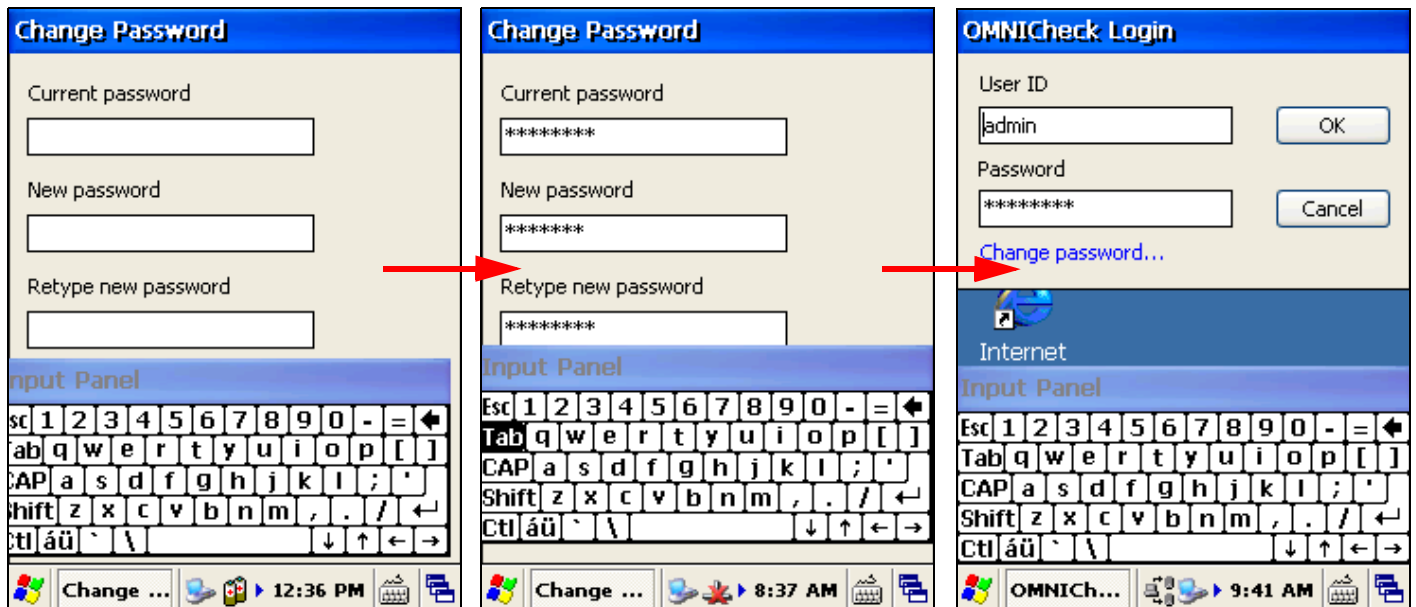 Change Password
Current password
New password
Retype new password
Input Panel
Esc 1 2 3 4 5 6 7 8 9 0 - =
Tab q w e r t y u i o p [ ]
CAP a s d f g h j k l ; '
Shift z x c v b n m , . /
Ctl áü ` \
Change ... 12:36 PM
Change Password
Current password
********
New password
*******
Retype new password
********
Input Panel
Esc 1 2 3 4 5 6 7 8 9 0 - =
Tab q w e r t y u i o p [ ]
CAP a s d f g h j k l ; '
Shift z x c v b n m , . /
Ctl áü ` \ ↓ ↑ ← →
Change ... 8:37 AM
OMNICheck Login
User ID
admin OK
Password
******** Cancel
Change password...
Internet
Input Panel
Esc 1 2 3 4 5 6 7 8 9 0 - =
Tab q w e r t y u i o p [ ]
CAP a s d f g h j k l ; '
Shift z x c v b n m , . /
Ctl áü ` \ ↓ ↑ ← →
OMNICh... 9:41 AM